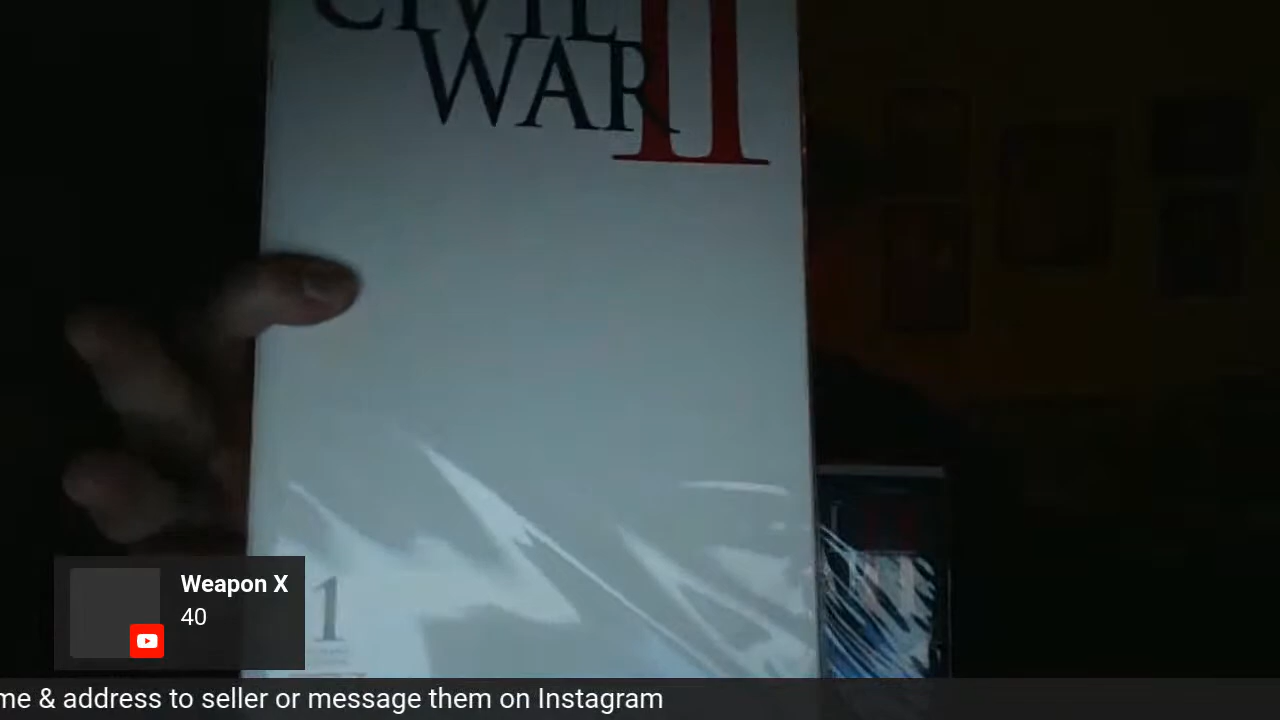 CIVIL
WAR II
1
Weapon X
40
me & address to seller or message them on Instagram